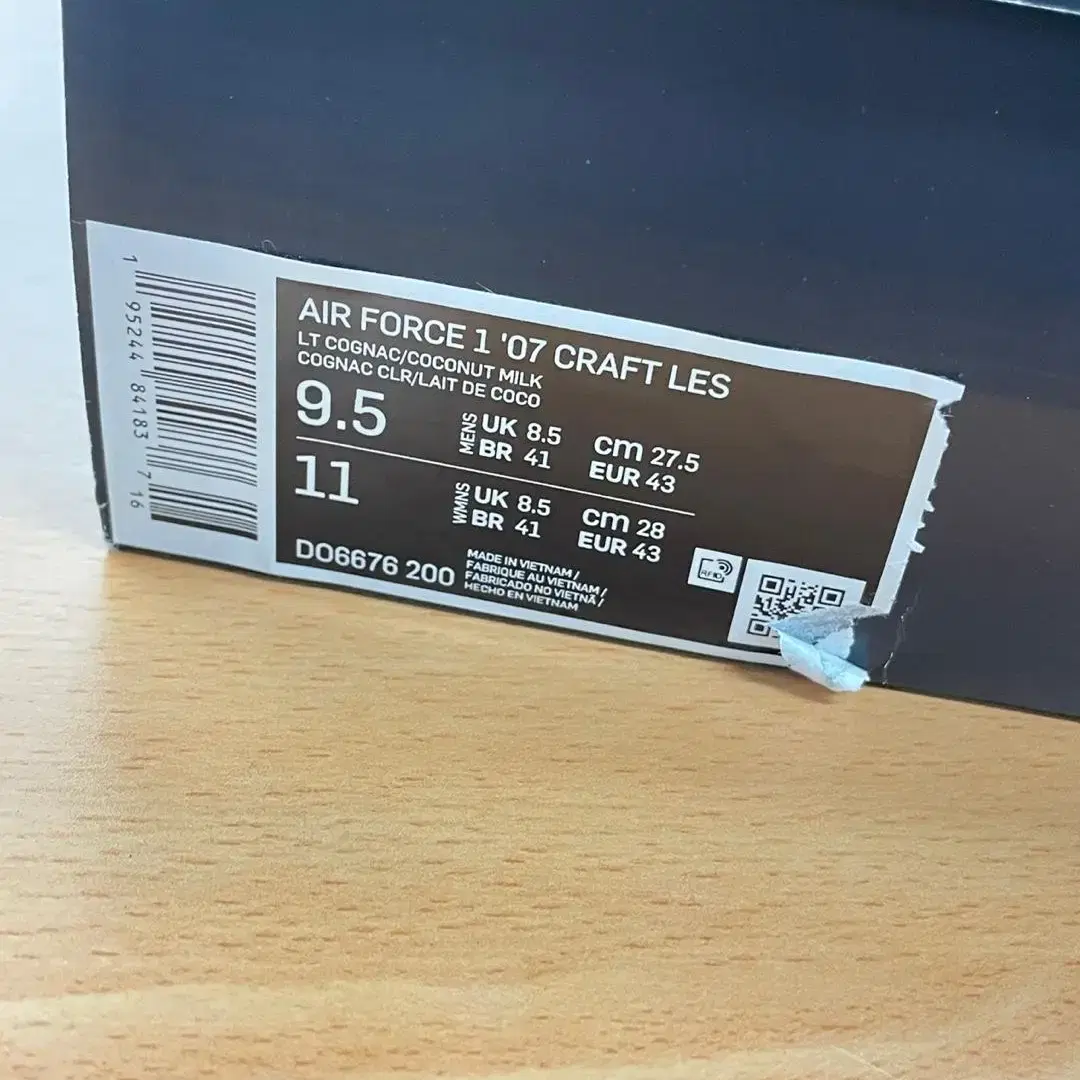 1 95244 84183 7 16
AIR FORCE 1 '07 CRAFT LES
LT COGNAC/COCONUT MILK
COGNAC CLR/LAIT DE COCO
9.5 MENS UK 8.5 cm 27.5
BR 41 EUR 43
11 WMNS UK 8.5 cm 28
BR 41 EUR 43
DO6676 200
MADE IN VIETNAM /
FABRIQUE AU VIETNAM /
FABRICADO NO VIETNÃ /
HECHO EN VIETNAM
RFID